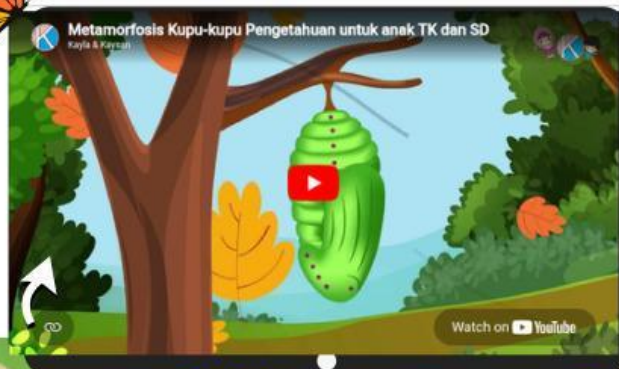 Metamorfosis Kupu-kupu Pengetahuan untuk anak TK dan SD
Kayla & Kaysan
Watch on YouTube